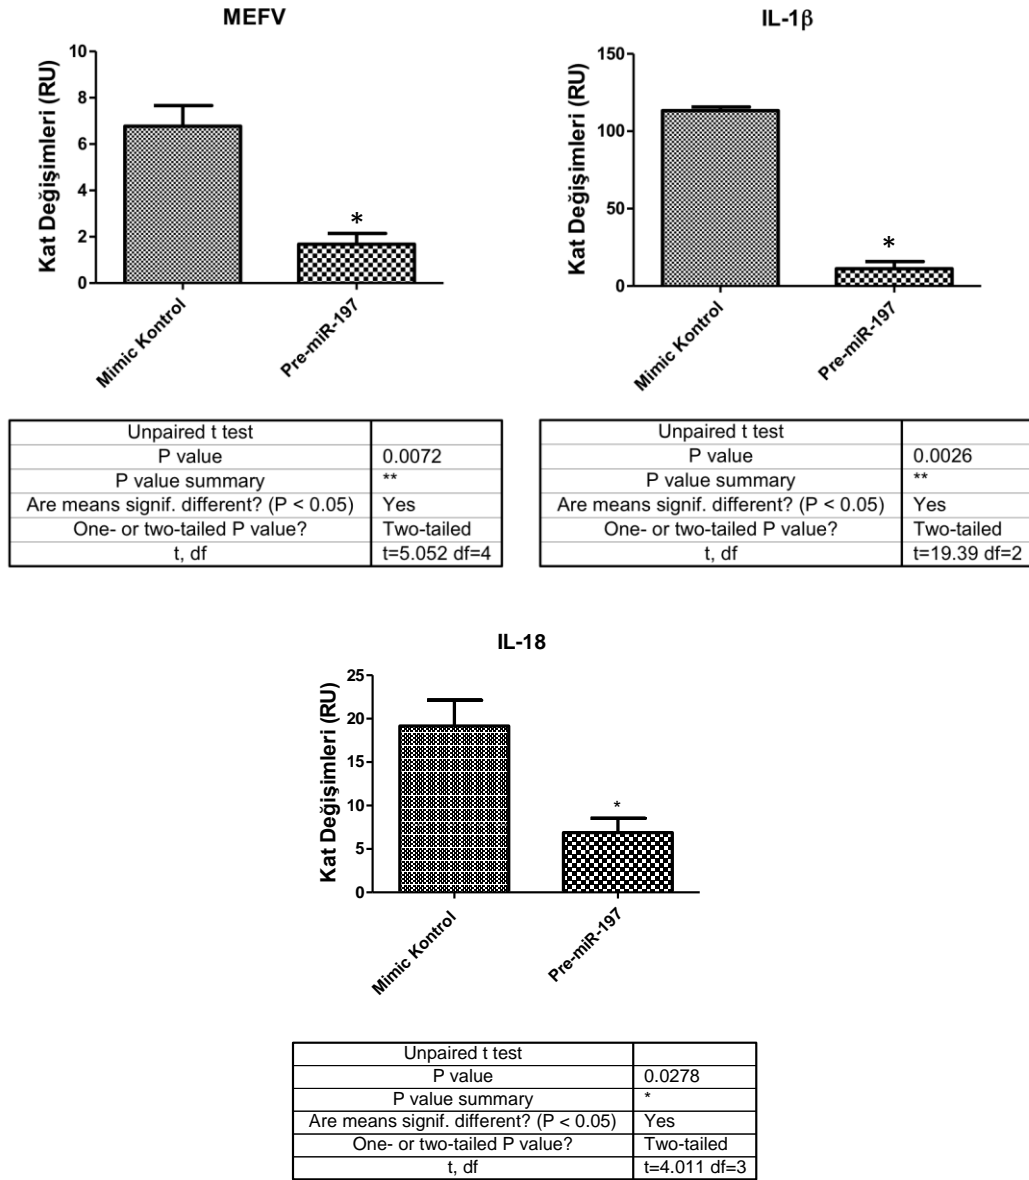 MEFV
Kat Değişimleri (RU)
10
8
6
4
2
0
*
Mimic Kontrol
Pre-miR-197
Unpaired t test
P value 0.0072
P value summary **
Are means signif. different? (P < 0.05) Yes
One- or two-tailed P value? Two-tailed
t, df t=5.052 df=4
IL-1β
Kat Değişimleri (RU)
150
100
50
0
*
Mimic Kontrol
Pre-miR-197
Unpaired t test
P value 0.0026
P value summary **
Are means signif. different? (P < 0.05) Yes
One- or two-tailed P value? Two-tailed
t, df t=19.39 df=2
IL-18
Kat Değişimleri (RU)
25
20
15
10
5
0
*
Mimic Kontrol
Pre-miR-197
Unpaired t test
P value 0.0278
P value summary *
Are means signif. different? (P < 0.05) Yes
One- or two-tailed P value? Two-tailed
t, df t=4.011 df=3